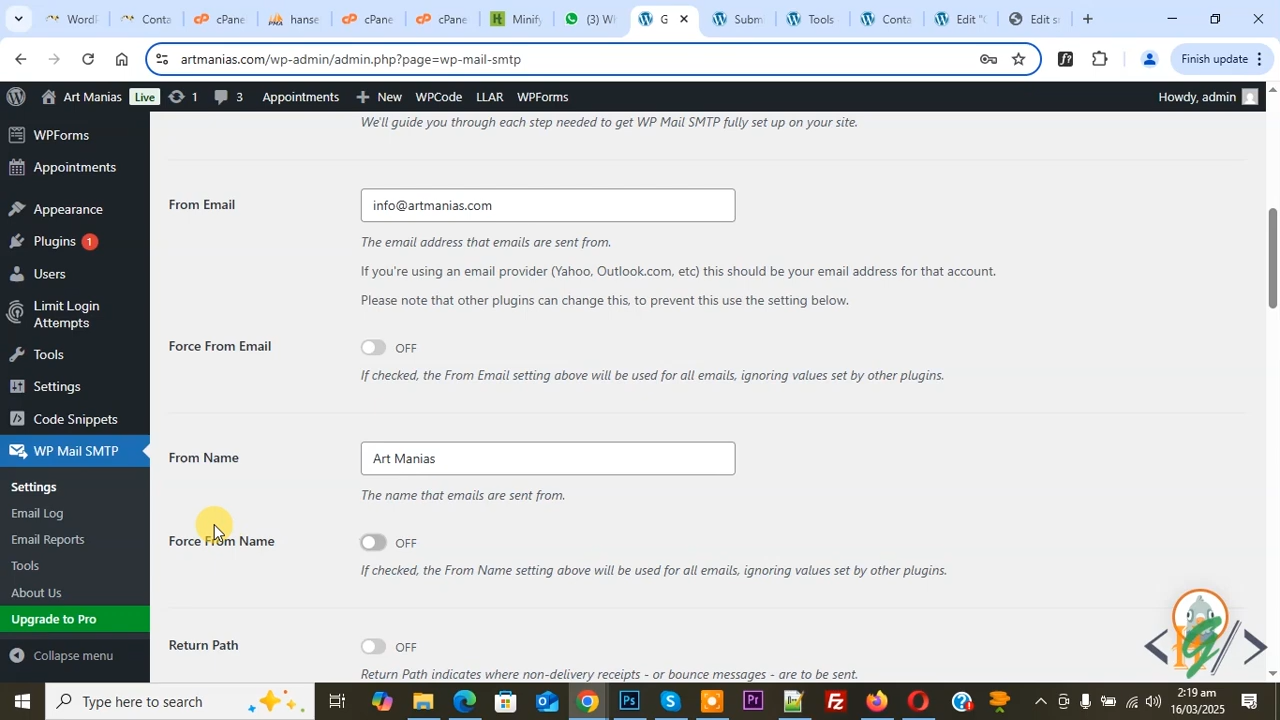 WordF
Conta
cPane
hanse
cPane
cPane
Minify
(3) Wh
G
Subm
Tools
Conta
Edit "C
Edit s
artmanias.com/wp-admin/admin.php?page=wp-mail-smtp
Finish update
Art Manias
Live
1
3
Appointments
New
WPCode
LLAR
WPForms
Howdy, admin
WPForms
Appointments
Appearance
Plugins 1
Users
Limit Login
Attempts
Tools
Settings
Code Snippets
WP Mail SMTP
Settings
Email Log
Email Reports
Tools
About Us
Upgrade to Pro
Collapse menu
We'll guide you through each step needed to get WP Mail SMTP fully set up on your site.
From Email
info@artmanias.com
The email address that emails are sent from.
If you're using an email provider (Yahoo, Outlook.com, etc) this should be your email address for that account.
Please note that other plugins can change this, to prevent this use the setting below.
Force From Email
OFF
If checked, the From Email setting above will be used for all emails, ignoring values set by other plugins.
From Name
Art Manias
The name that emails are sent from.
Force From Name
OFF
If checked, the From Name setting above will be used for all emails, ignoring values set by other plugins.
Return Path
OFF
Return Path indicates where non-delivery receipts - or bounce messages - are to be sent.
Type here to search
2:19 am
16/03/2025